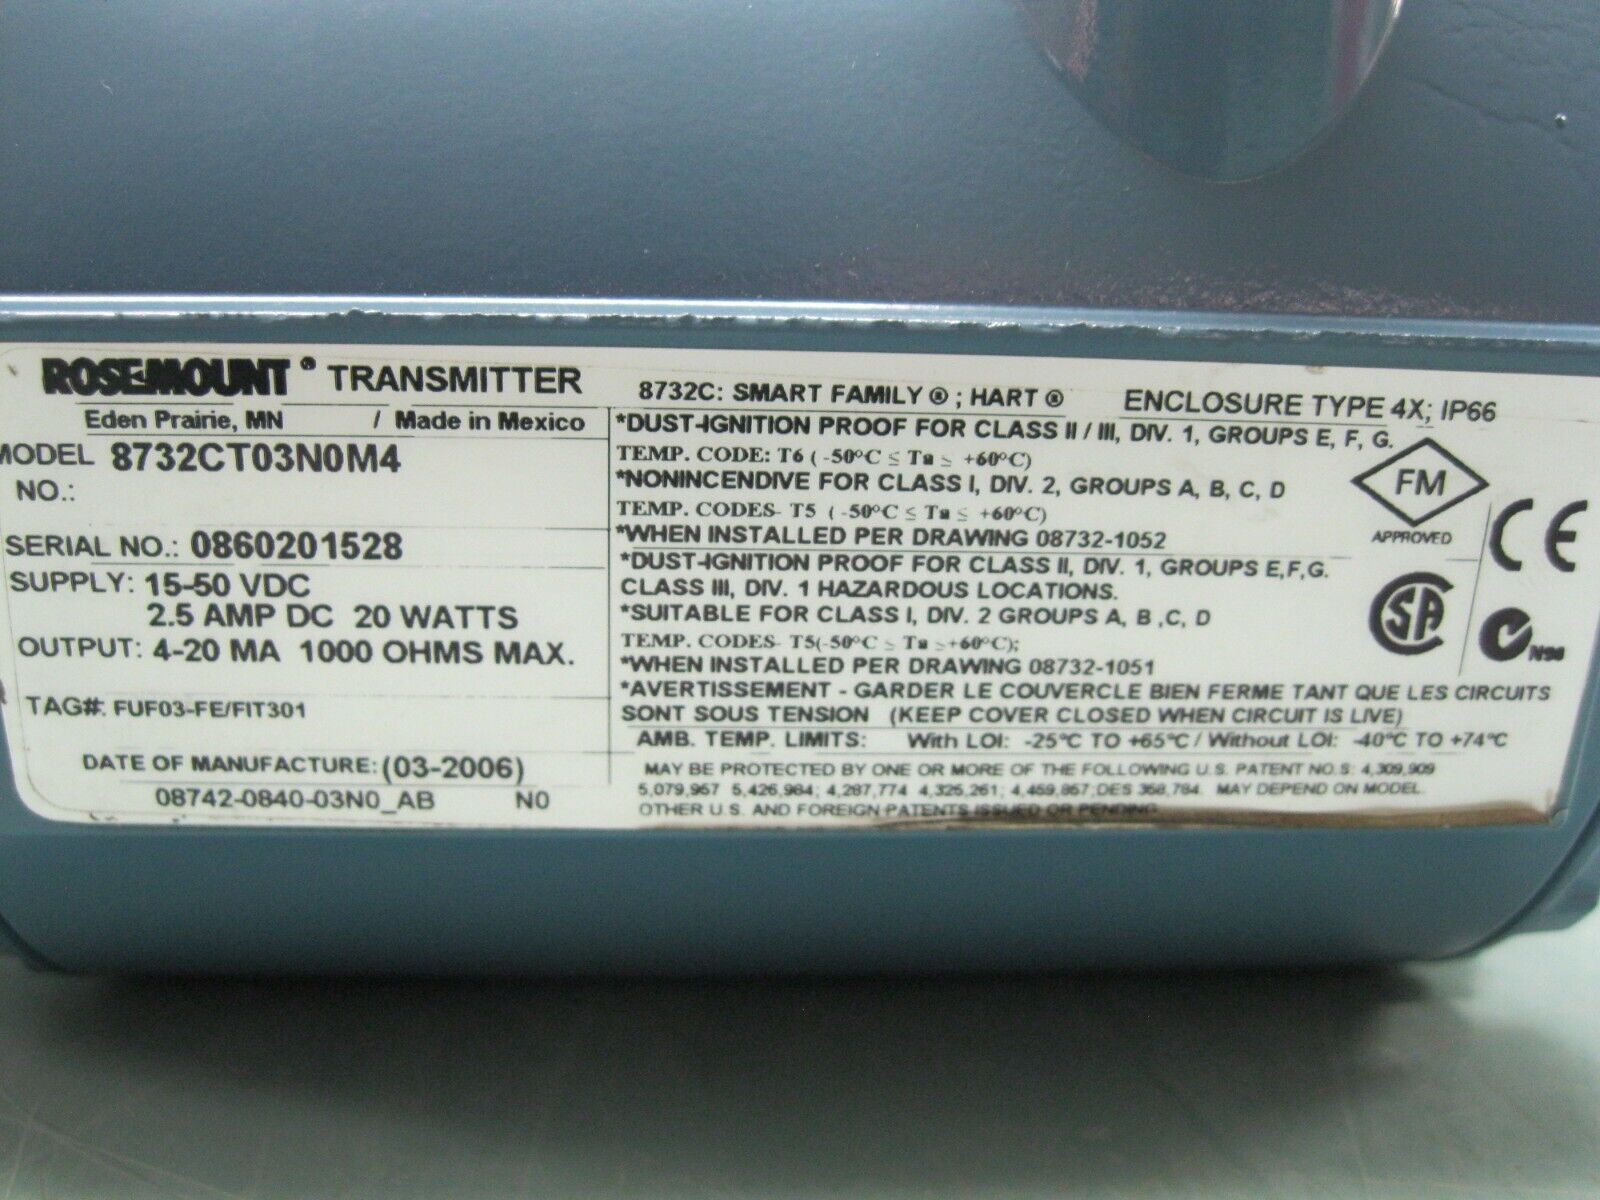 ROSEMOUNT® TRANSMITTER
Eden Prairie, MN / Made in Mexico
MODEL 8732CT03N0M4
NO.:
SERIAL NO.: 0860201528
SUPPLY: 15-50 VDC
2.5 AMP DC 20 WATTS
OUTPUT: 4-20 MA 1000 OHMS MAX.
TAG#: FUF03-FE/FIT301
DATE OF MANUFACTURE: (03-2006)
08742-0840-03N0_AB N0
8732C: SMART FAMILY ® ; HART ® ENCLOSURE TYPE 4X; IP66
*DUST-IGNITION PROOF FOR CLASS II / III, DIV. 1, GROUPS E, F, G.
TEMP. CODE: T6 ( -50°C ≤ Ta ≤ +60°C)
*NONINCENDIVE FOR CLASS I, DIV. 2, GROUPS A, B, C, D
TEMP. CODES- T5 ( -50°C ≤ Ta ≤ +60°C)
*WHEN INSTALLED PER DRAWING 08732-1052
*DUST-IGNITION PROOF FOR CLASS II, DIV. 1, GROUPS E,F,G.
CLASS III, DIV. 1 HAZARDOUS LOCATIONS.
*SUITABLE FOR CLASS I, DIV. 2 GROUPS A, B ,C, D
TEMP. CODES- T5(-50°C ≤ Ta ≤+60°C);
*WHEN INSTALLED PER DRAWING 08732-1051
*AVERTISSEMENT - GARDER LE COUVERCLE BIEN FERME TANT QUE LES CIRCUITS
SONT SOUS TENSION (KEEP COVER CLOSED WHEN CIRCUIT IS LIVE)
AMB. TEMP. LIMITS: With LOI: -25°C TO +65°C / Without LOI: -40°C TO +74°C
MAY BE PROTECTED BY ONE OR MORE OF THE FOLLOWING U.S. PATENT NO.S: 4,309,909
5,079,957 5,426,984; 4,287,774 4,325,261; 4,459,857; DES 358,784. MAY DEPEND ON MODEL.
OTHER U.S. AND FOREIGN PATENTS ISSUED OR PENDING
FM
APPROVED
CE
SA
N96